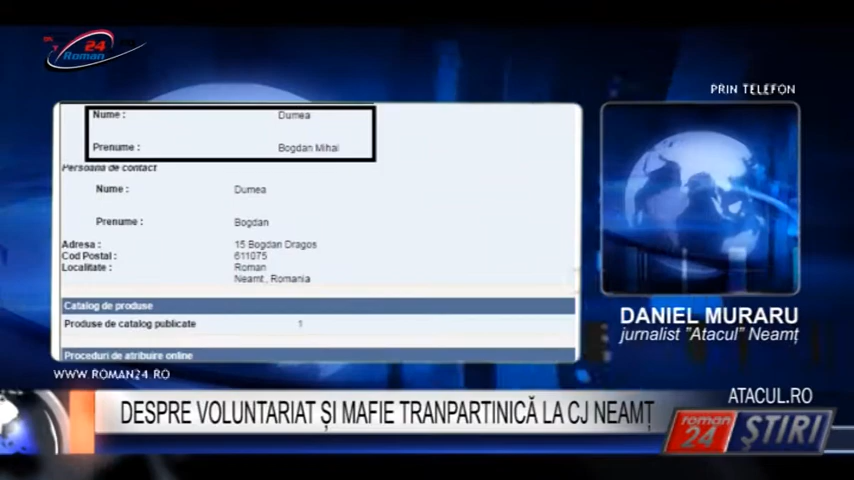 24
Roman
PRIN TELEFON
Nume : Dumea
Prenume : Bogdan Mihai
Persoana de contact
Nume : Dumea
Prenume : Bogdan
Adresa : 15 Bogdan Dragos
Cod Postal : 611075
Localitate : Roman
Neamt, Romania
Catalog de produse
Produse de catalog publicate 1
Proceduri de atribuire online
DANIEL MURARU
jurnalist "Atacul" Neamț
WWW.ROMAN24.RO
ATACUL.RO
DESPRE VOLUNTARIAT ȘI MAFIE TRANPARTINICĂ LA CJ NEAMȚ
roman
24 ȘTIRI